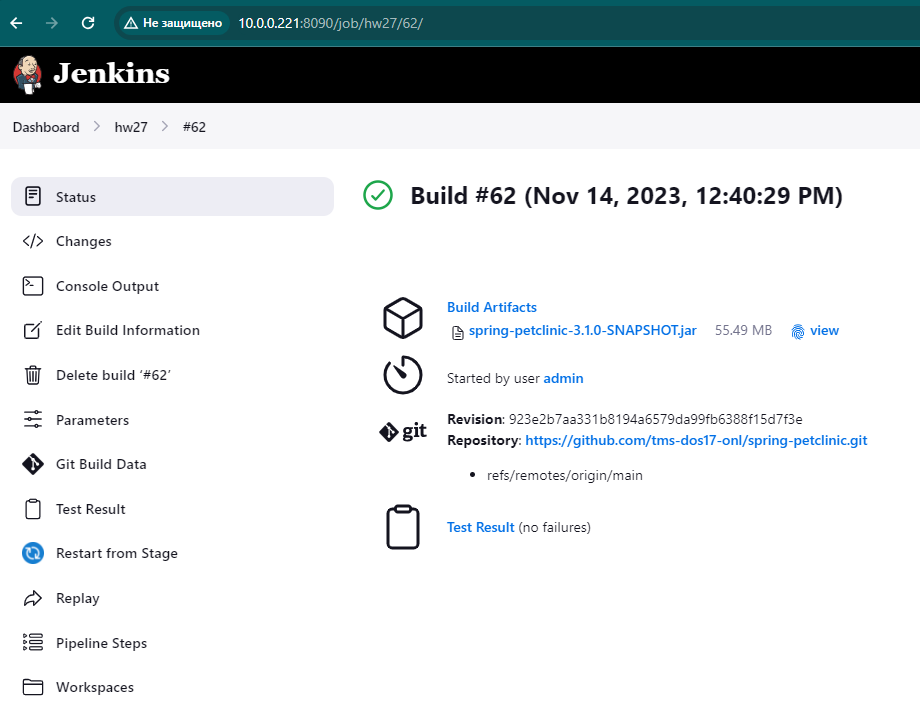 Не защищено 10.0.0.221:8090/job/hw27/62/
Jenkins
Dashboard hw27 #62
Status
Changes
Console Output
Edit Build Information
Delete build ‘#62’
Parameters
Git Build Data
Test Result
Restart from Stage
Replay
Pipeline Steps
Workspaces
Build #62 (Nov 14, 2023, 12:40:29 PM)
Build Artifacts
spring-petclinic-3.1.0-SNAPSHOT.jar 55.49 MB view
Started by user admin
git
Revision: 923e2b7aa331b8194a6579da99fb6388f15d7f3e
Repository: https://github.com/tms-dos17-onl/spring-petclinic.git
refs/remotes/origin/main
Test Result (no failures)